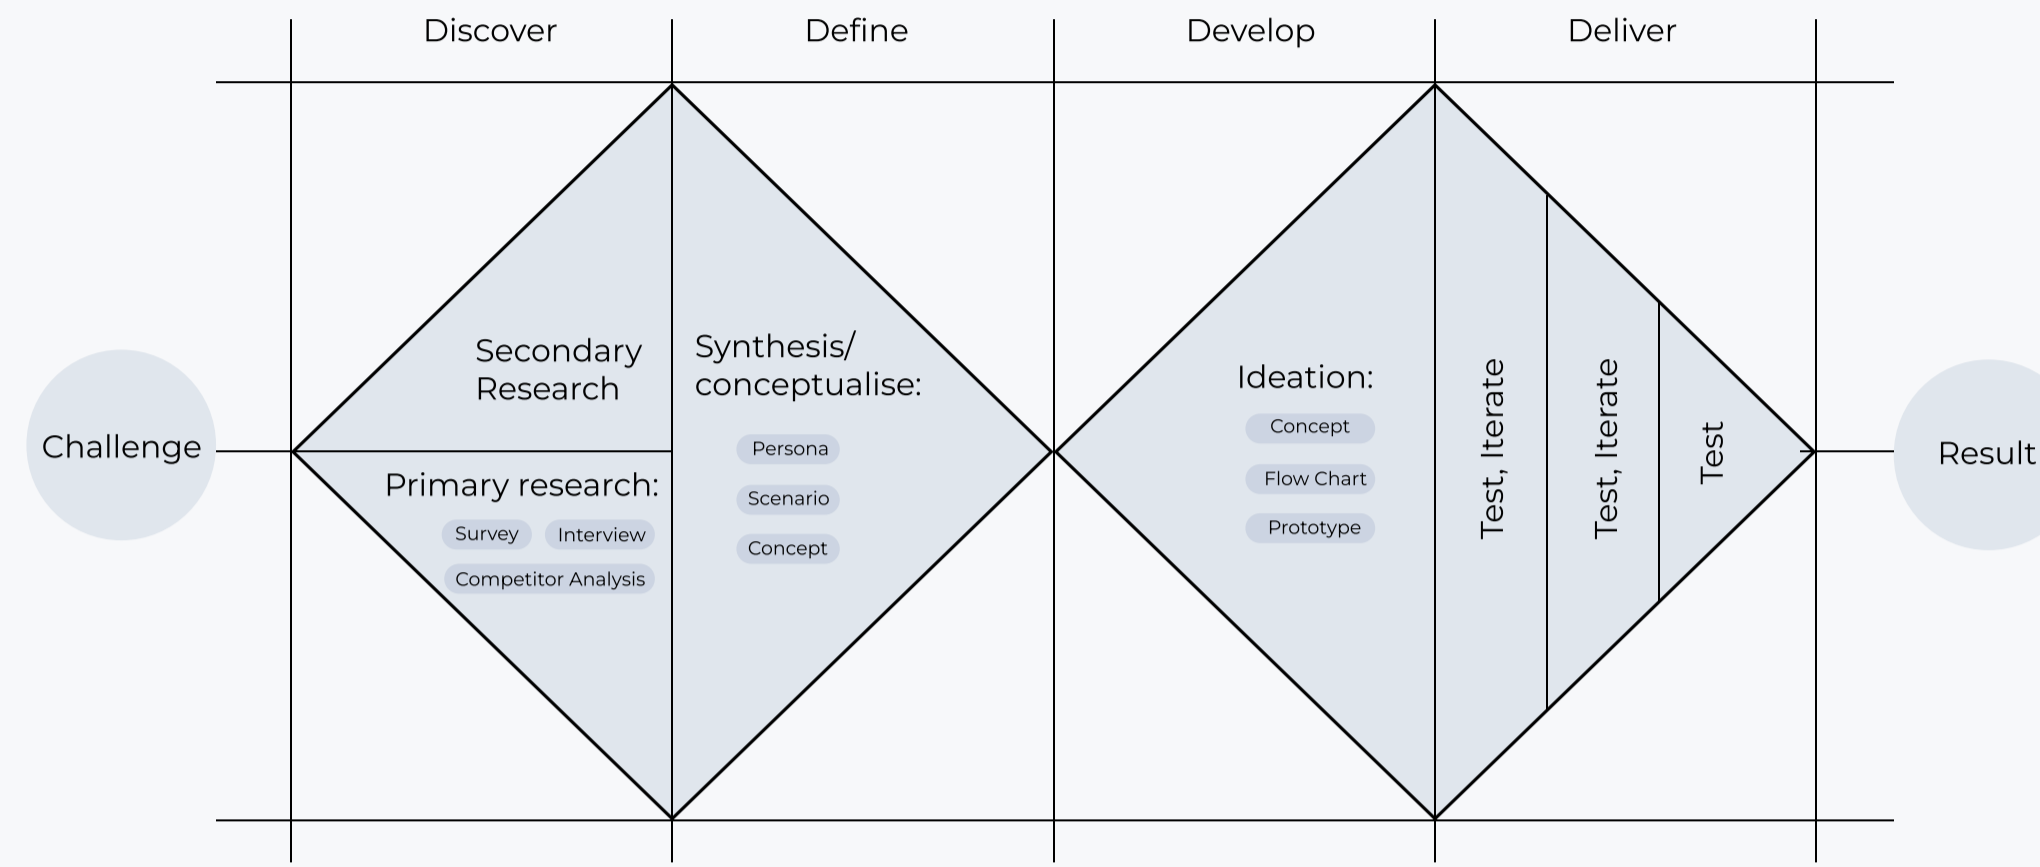 Discover
Define
Develop
Deliver
Challenge
Secondary
Research
Primary research:
Survey
Interview
Competitor Analysis
Synthesis/
conceptualise:
Persona
Scenario
Concept
Ideation:
Concept
Flow Chart
Prototype
Test, Iterate
Test, Iterate
Test
Result